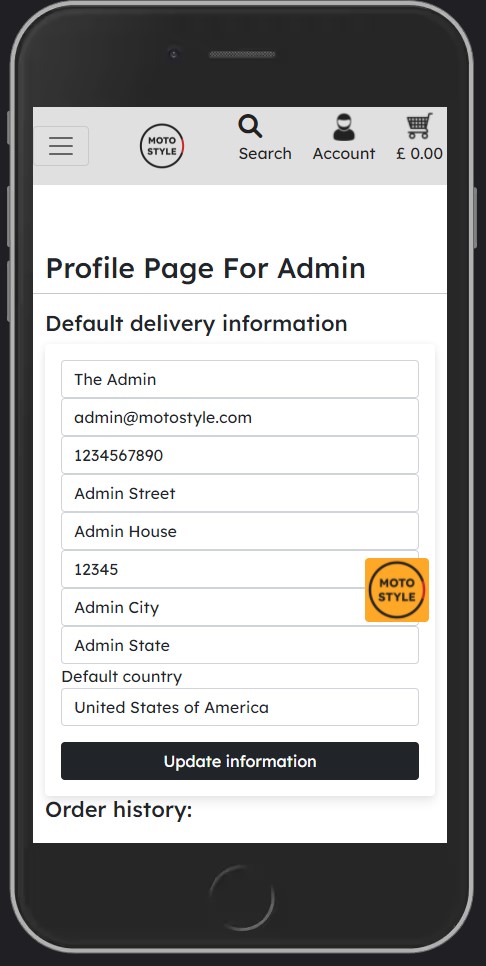 MOTO
STYLE
Search
Account
£ 0.00
Profile Page For Admin
Default delivery information
The Admin
admin@motostyle.com
1234567890
Admin Street
Admin House
12345
MOTO
STYLE
Admin City
Admin State
Default country
United States of America
Update information
Order history: